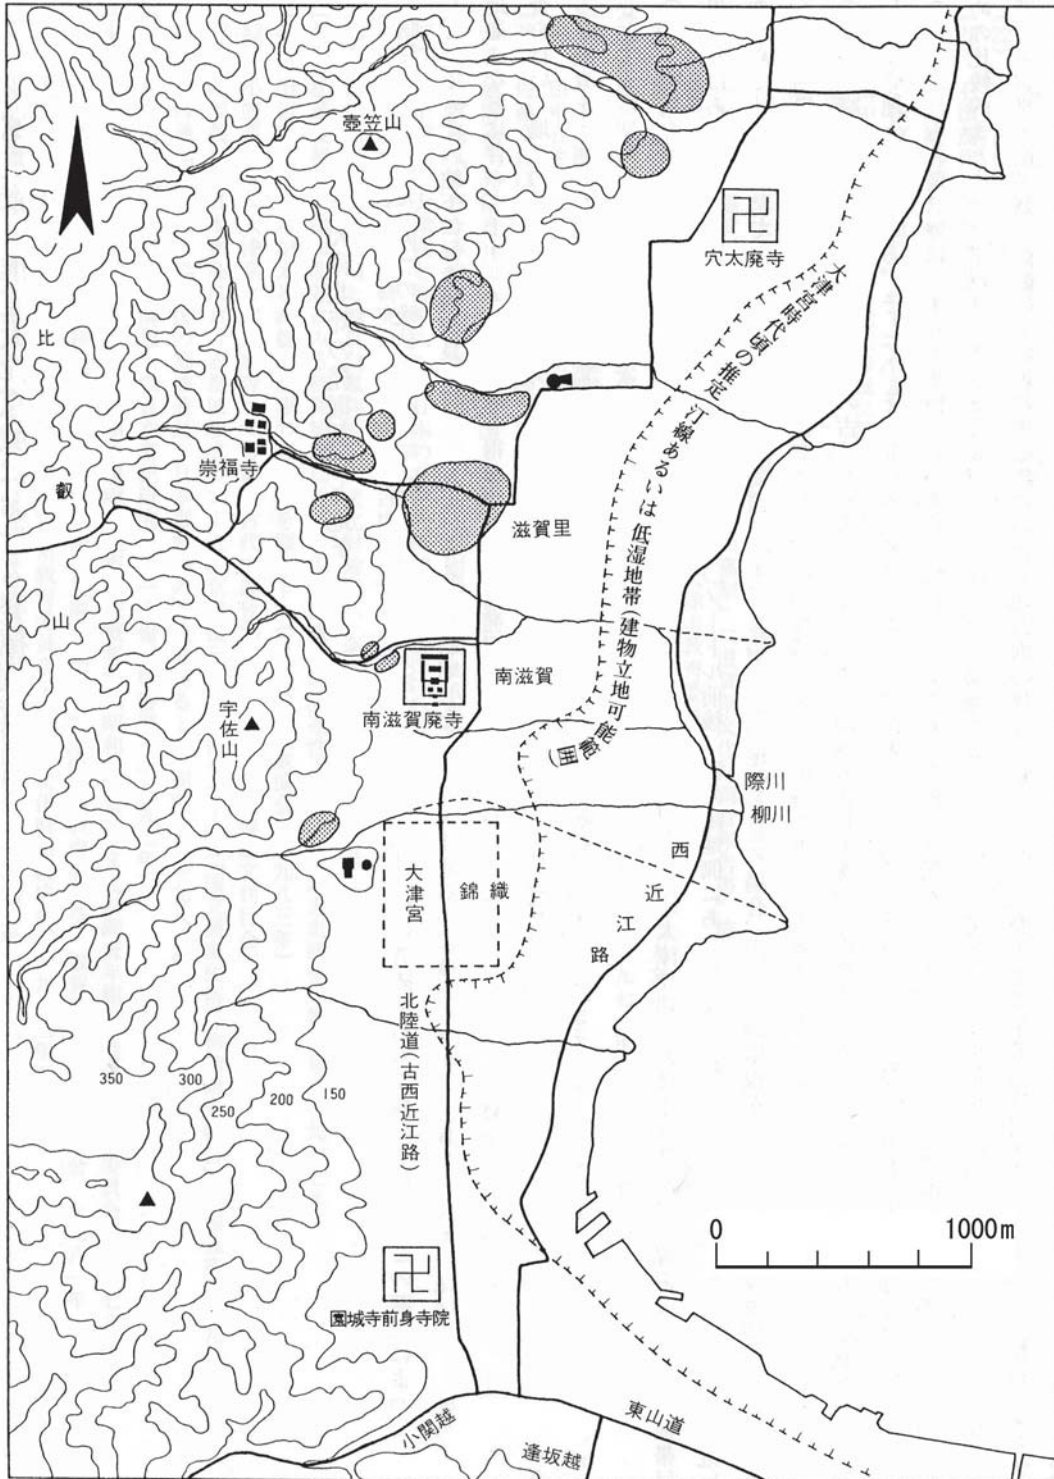 壺笠山
穴太廃寺
大津宮時代頃の推定汀線あるいは低湿地帯(建物立地可能範囲)
比叡山
崇福寺
滋賀里
南滋賀
南滋賀廃寺
宇佐山
際川
柳川
西近江路
大津宮
錦織
北陸道(古西近江路)
350
300
250
200
150
0
1000m
卍
園城寺前身寺院
小関越
逢坂越
東山道